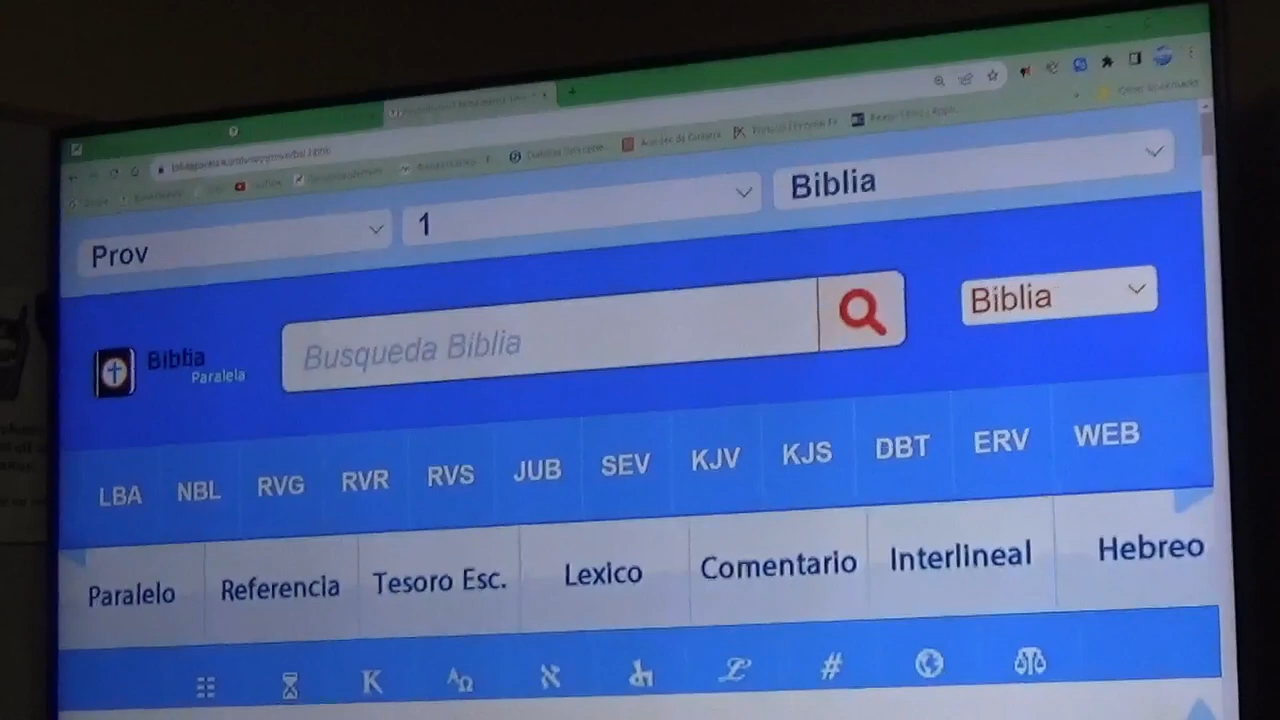 Prov
1
Biblia
Biblia
Paralela
Busqueda Biblia
Biblia
LBA NBL RVG RVR RVS JUB SEV KJV KJS DBT ERV WEB
Paralelo Referencia Tesoro Esc. Lexico Comentario Interlineal Hebreo
K ΑΩ א #